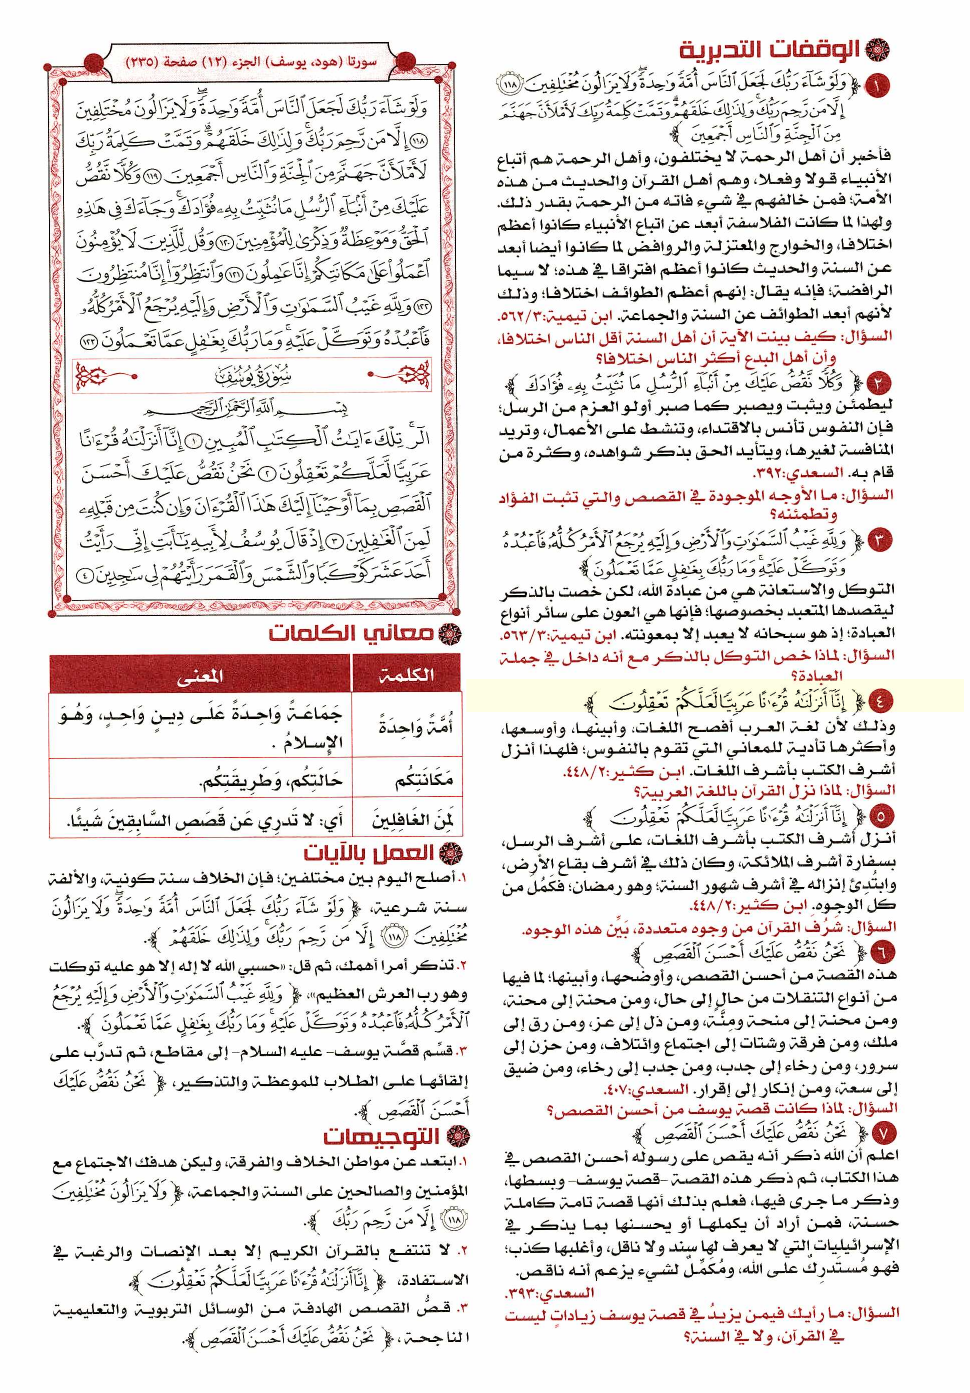 الوقفات التدبرية
١ ﴿ وَلَوْ شَاءَ رَبُّكَ لَجَعَلَ النَّاسَ أُمَّةً وَاحِدَةً وَلَا يَزَالُونَ مُخْتَلِفِينَ ﴿١١٨﴾
إِلَّا مَن رَّحِمَ رَبُّكَ وَلِذَٰلِكَ خَلَقَهُمْ وَتَمَّتْ كَلِمَةُ رَبِّكَ لَأَمْلَأَنَّ جَهَنَّمَ
مِنَ الْجِنَّةِ وَالنَّاسِ أَجْمَعِينَ ﴾
فأخبر أن أهل الرحمة لا يختلفون، وأهل الرحمة هم أتباع
الأنبياء قولا وفعلا، وهم أهل القرآن والحديث من هذه
الأمة؛ فمن خالفهم في شيء فاته من الرحمة بقدر ذلك.
ولهذا لما كانت الفلاسفة أبعد عن اتباع الأنبياء كانوا أعظم
اختلافا، والخوارج والمعتزلة والروافض لما كانوا أيضا أبعد
عن السنة والحديث كانوا أعظم افتراقا في هذه؛ لا سيما
الرافضة؛ فإنه يقال: إنهم أعظم الطوائف اختلافا؛ وذلك
لأنهم أبعد الطوائف عن السنة والجماعة. ابن تيمية:٥٦٢/٣.
السؤال: كيف بينت الآية أن أهل السنة أقل الناس اختلافا،
وأن أهل البدع أكثر الناس اختلافا؟
٢ ﴿ وَكُلًّا نَّقُصُّ عَلَيْكَ مِنْ أَنبَاءِ الرُّسُلِ مَا نُثَبِّتُ بِهِ فُؤَادَكَ ﴾
ليطمئن ويثبت ويصبر كما صبر أولو العزم من الرسل؛
فإن النفوس تأنس بالاقتداء، وتنشط على الأعمال، وتريد
المنافسة لغيرها، ويتأيد الحق بذكر شواهده، وكثرة من
قام به. السعدي:٣٩٢.
السؤال: ما الأوجه الموجودة في القصص والتي تثبت الفؤاد
وتطمئنه؟
٣ ﴿ وَلِلَّهِ غَيْبُ السَّمَاوَاتِ وَالْأَرْضِ وَإِلَيْهِ يُرْجَعُ الْأَمْرُ كُلُّهُ فَاعْبُدْهُ
وَتَوَكَّلْ عَلَيْهِ وَمَا رَبُّكَ بِغَافِلٍ عَمَّا تَعْمَلُونَ ﴾
التوكل والاستعانة هي من عبادة الله، لكن خصت بالذكر
ليقصدها المتعبد بخصوصها؛ فإنها هي العون على سائر أنواع
العبادة؛ إذ هو سبحانه لا يعبد إلا بمعونته. ابن تيمية:٥٦٣/٣.
السؤال: لماذا خص التوكل بالذكر مع أنه داخل في جملة
العبادة؟
٤ ﴿ إِنَّا أَنزَلْنَاهُ قُرْآنًا عَرَبِيًّا لَّعَلَّكُمْ تَعْقِلُونَ ﴾
وذلك لأن لغة العرب أفصح اللغات، وأبينها، وأوسعها،
وأكثرها تأدية للمعاني التي تقوم بالنفوس؛ فلهذا أنزل
أشرف الكتب بأشرف اللغات. ابن كثير:٤٤٨/٢.
السؤال: لماذا نزل القرآن باللغة العربية؟
٥ ﴿ إِنَّا أَنزَلْنَاهُ قُرْآنًا عَرَبِيًّا لَّعَلَّكُمْ تَعْقِلُونَ ﴾
أنزل أشرف الكتب بأشرف اللغات، على أشرف الرسل،
بسفارة أشرف الملائكة، وكان ذلك في أشرف بقاع الأرض،
وابتُدئ إنزاله في أشرف شهور السنة؛ وهو رمضان؛ فكَمُل من
كل الوجوه. ابن كثير:٤٤٨/٢.
السؤال: شَرُف القرآن من وجوه متعددة، بَيِّن هذه الوجوه.
٦ ﴿ نَحْنُ نَقُصُّ عَلَيْكَ أَحْسَنَ الْقَصَصِ ﴾
هذه القصة من أحسن القصص، وأوضحها، وأبينها؛ لما فيها
من أنواع التنقلات من حالٍ إلى حال، ومن محنة إلى محنة،
ومن محنة إلى منحة ومِنَّة، ومن ذل إلى عز، ومن رق إلى
ملك، ومن فرقة وشتات إلى اجتماع وائتلاف، ومن حزن إلى
سرور، ومن رخاء إلى جدب، ومن جدب إلى رخاء، ومن ضيق
إلى سعة، ومن إنكار إلى إقرار. السعدي:٤٠٧.
السؤال: لماذا كانت قصة يوسف من أحسن القصص؟
٧ ﴿ نَحْنُ نَقُصُّ عَلَيْكَ أَحْسَنَ الْقَصَصِ ﴾
اعلم أن الله ذكر أنه يقص على رسوله أحسن القصص في
هذا الكتاب، ثم ذكر هذه القصة -قصة يوسف- وبسطها،
وذكر ما جرى فيها، فعلم بذلك أنها قصة تامة كاملة
حسنة، فمن أراد أن يكملها أو يحسنها بما يذكر في
الإسرائيليات التي لا يعرف لها سند ولا ناقل، وأغلبها كذب؛
فهو مُستدرِكٌ على الله، ومُكَمِّلٌ لشيء يزعم أنه ناقص.
السعدي:٣٩٣.
السؤال: ما رأيك فيمن يزيدُ في قصة يوسف زياداتٍ ليست
في القرآن، ولا في السنة؟
سورتا (هود، يوسف) الجزء (١٢) صفحة (٢٣٥)
وَلَوْ شَاءَ رَبُّكَ لَجَعَلَ النَّاسَ أُمَّةً وَاحِدَةً وَلَا يَزَالُونَ مُخْتَلِفِينَ
١١٨ إِلَّا مَن رَّحِمَ رَبُّكَ وَلِذَٰلِكَ خَلَقَهُمْ وَتَمَّتْ كَلِمَةُ رَبِّكَ
لَأَمْلَأَنَّ جَهَنَّمَ مِنَ الْجِنَّةِ وَالنَّاسِ أَجْمَعِينَ ١١٩ وَكُلًّا نَّقُصُّ
عَلَيْكَ مِنْ أَنبَاءِ الرُّسُلِ مَا نُثَبِّتُ بِهِ فُؤَادَكَ وَجَاءَكَ فِي هَٰذِهِ
الْحَقُّ وَمَوْعِظَةٌ وَذِكْرَىٰ لِلْمُؤْمِنِينَ ١٢٠ وَقُل لِّلَّذِينَ لَا يُؤْمِنُونَ
اعْمَلُوا عَلَىٰ مَكَانَتِكُمْ إِنَّا عَامِلُونَ ١٢١ وَانتَظِرُوا إِنَّا مُنتَظِرُونَ
١٢٢ وَلِلَّهِ غَيْبُ السَّمَاوَاتِ وَالْأَرْضِ وَإِلَيْهِ يُرْجَعُ الْأَمْرُ كُلُّهُ
فَاعْبُدْهُ وَتَوَكَّلْ عَلَيْهِ وَمَا رَبُّكَ بِغَافِلٍ عَمَّا تَعْمَلُونَ ١٢٣
سُورَةُ يُوسُفَ
بِسْمِ اللَّهِ الرَّحْمَٰنِ الرَّحِيمِ
الر تِلْكَ آيَاتُ الْكِتَابِ الْمُبِينِ ١ إِنَّا أَنزَلْنَاهُ قُرْآنًا
عَرَبِيًّا لَّعَلَّكُمْ تَعْقِلُونَ ٢ نَحْنُ نَقُصُّ عَلَيْكَ أَحْسَنَ
الْقَصَصِ بِمَا أَوْحَيْنَا إِلَيْكَ هَٰذَا الْقُرْآنَ وَإِن كُنتَ مِن قَبْلِهِ
لَمِنَ الْغَافِلِينَ ٣ إِذْ قَالَ يُوسُفُ لِأَبِيهِ يَا أَبَتِ إِنِّي رَأَيْتُ
أَحَدَ عَشَرَ كَوْكَبًا وَالشَّمْسَ وَالْقَمَرَ رَأَيْتُهُمْ لِي سَاجِدِينَ ٤
معاني الكلمات
الكلمة المعنى
أُمَّةً وَاحِدَةً جَمَاعَةً وَاحِدَةً عَلَى دِينٍ وَاحِدٍ، وَهُوَ
الإِسلَامُ .
مَكَانَتِكُم حَالَتِكُم، وَطَرِيقَتِكُم.
لَمِنَ الغَافِلِينَ أي: لَا تَدرِي عَن قَصَصِ السَّابِقِينَ شَيئًا.
العمل بالآيات
١. أصلح اليوم بين مختلفين؛ فإن الخلاف سنة كونية، والألفة
سنة شرعية، ﴿ وَلَوْ شَاءَ رَبُّكَ لَجَعَلَ النَّاسَ أُمَّةً وَاحِدَةً وَلَا يَزَالُونَ
مُخْتَلِفِينَ ﴿١١٨﴾ إِلَّا مَن رَّحِمَ رَبُّكَ وَلِذَٰلِكَ خَلَقَهُمْ ﴾.
٢. تذكر أمرا أهمك، ثم قل: «حسبي الله لا إله إلا هو عليه توكلت
وهو رب العرش العظيم»، ﴿ وَلِلَّهِ غَيْبُ السَّمَاوَاتِ وَالْأَرْضِ وَإِلَيْهِ يُرْجَعُ
الْأَمْرُ كُلُّهُ فَاعْبُدْهُ وَتَوَكَّلْ عَلَيْهِ وَمَا رَبُّكَ بِغَافِلٍ عَمَّا تَعْمَلُونَ ﴾.
٣. قسِّم قصَّة يوسف- عليه السلام- إلى مقاطع، ثم تدرَّب على
إلقائها على الطلاب للموعظة والتذكير، ﴿ نَحْنُ نَقُصُّ عَلَيْكَ
أَحْسَنَ الْقَصَصِ ﴾.
التوجيهات
١. ابتعد عن مواطن الخلاف والفرقة، وليكن هدفك الاجتماع مع
المؤمنين والصالحين على السنة والجماعة، ﴿ وَلَا يَزَالُونَ مُخْتَلِفِينَ
﴿١١٨﴾ إِلَّا مَن رَّحِمَ رَبُّكَ ﴾.
٢. لا تنتفع بالقرآن الكريم إلا بعد الإنصات والرغبة في
الاستفادة، ﴿ إِنَّا أَنزَلْنَاهُ قُرْآنًا عَرَبِيًّا لَّعَلَّكُمْ تَعْقِلُونَ ﴾
٣. قصُّ القصص الهادفة من الوسائل التربوية والتعليمية
الناجحة، ﴿ نَحْنُ نَقُصُّ عَلَيْكَ أَحْسَنَ الْقَصَصِ ﴾.